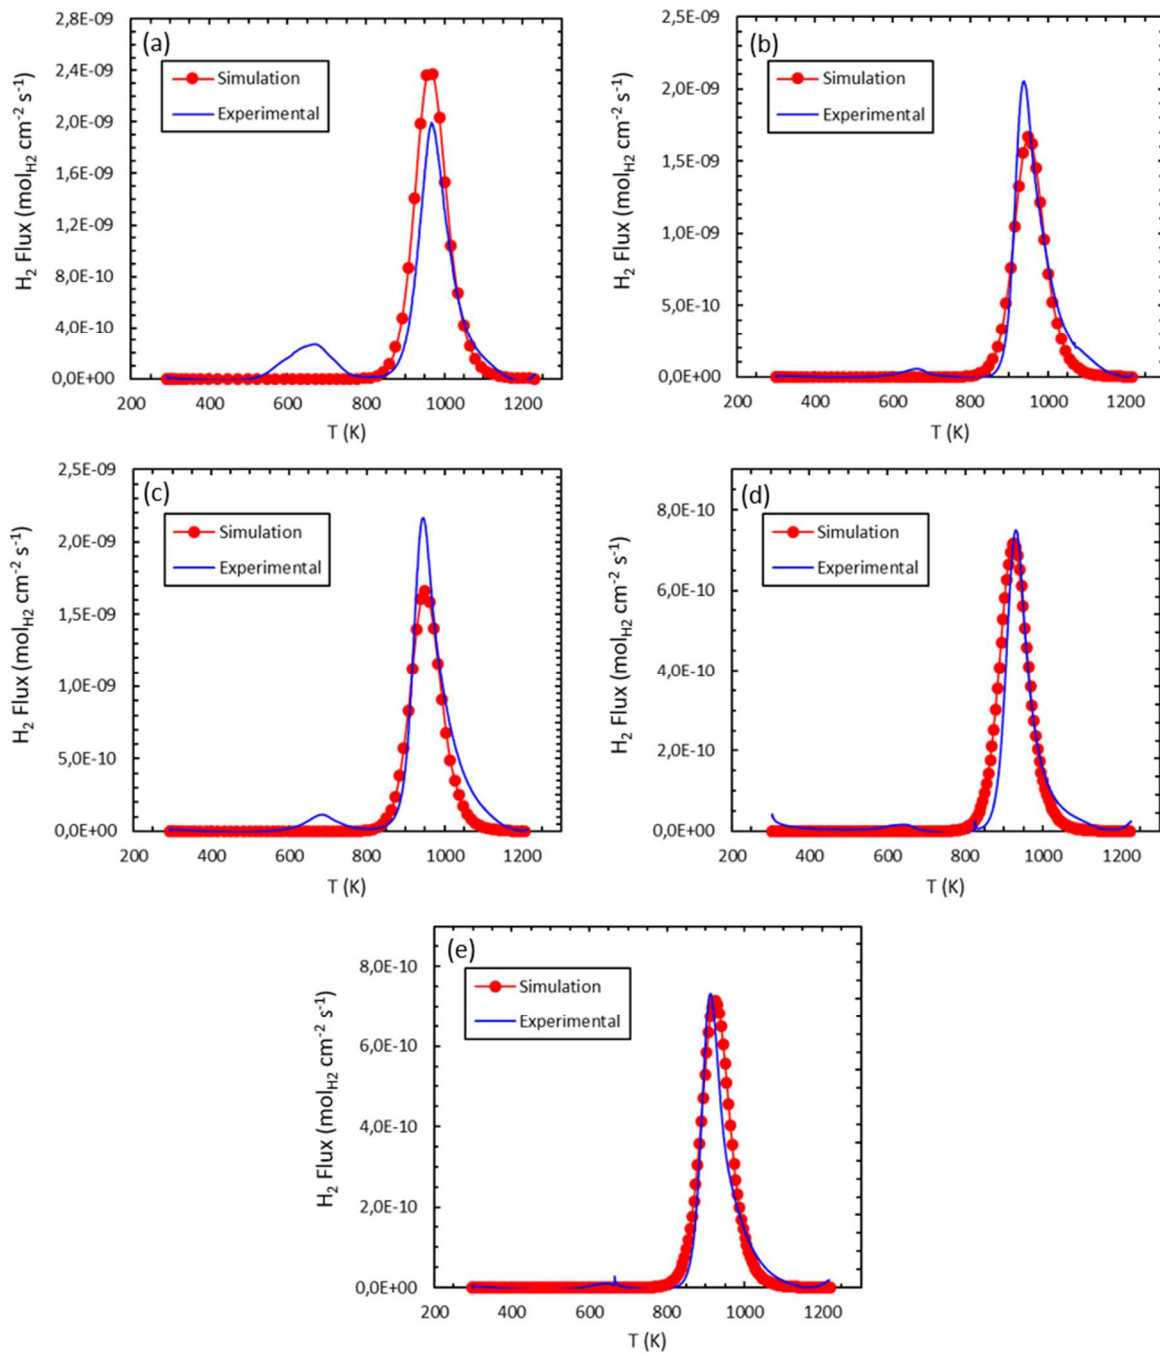 (a)
Simulation
Experimental
H2 Flux (molH2 cm-2 s-1)
2,8E-09
2,4E-09
2,0E-09
1,6E-09
1,2E-09
8,0E-10
4,0E-10
0,0E+00
200 400 600 800 1000 1200
T (K)
(b)
Simulation
Experimental
H2 Flux (molH2 cm-2 s-1)
2,5E-09
2,0E-09
1,5E-09
1,0E-09
5,0E-10
0,0E+00
200 400 600 800 1000 1200
T (K)
(c)
Simulation
Experimental
H2 Flux (molH2 cm-2 s-1)
2,5E-09
2,0E-09
1,5E-09
1,0E-09
5,0E-10
0,0E+00
200 400 600 800 1000 1200
T (K)
(d)
Simulation
Experimental
H2 Flux (molH2 cm-2 s-1)
8,0E-10
6,0E-10
4,0E-10
2,0E-10
0,0E+00
200 400 600 800 1000 1200
T (K)
(e)
Simulation
Experimental
H2 Flux (molH2 cm-2 s-1)
8,0E-10
6,0E-10
4,0E-10
2,0E-10
0,0E+00
200 400 600 800 1000 1200
T (K)